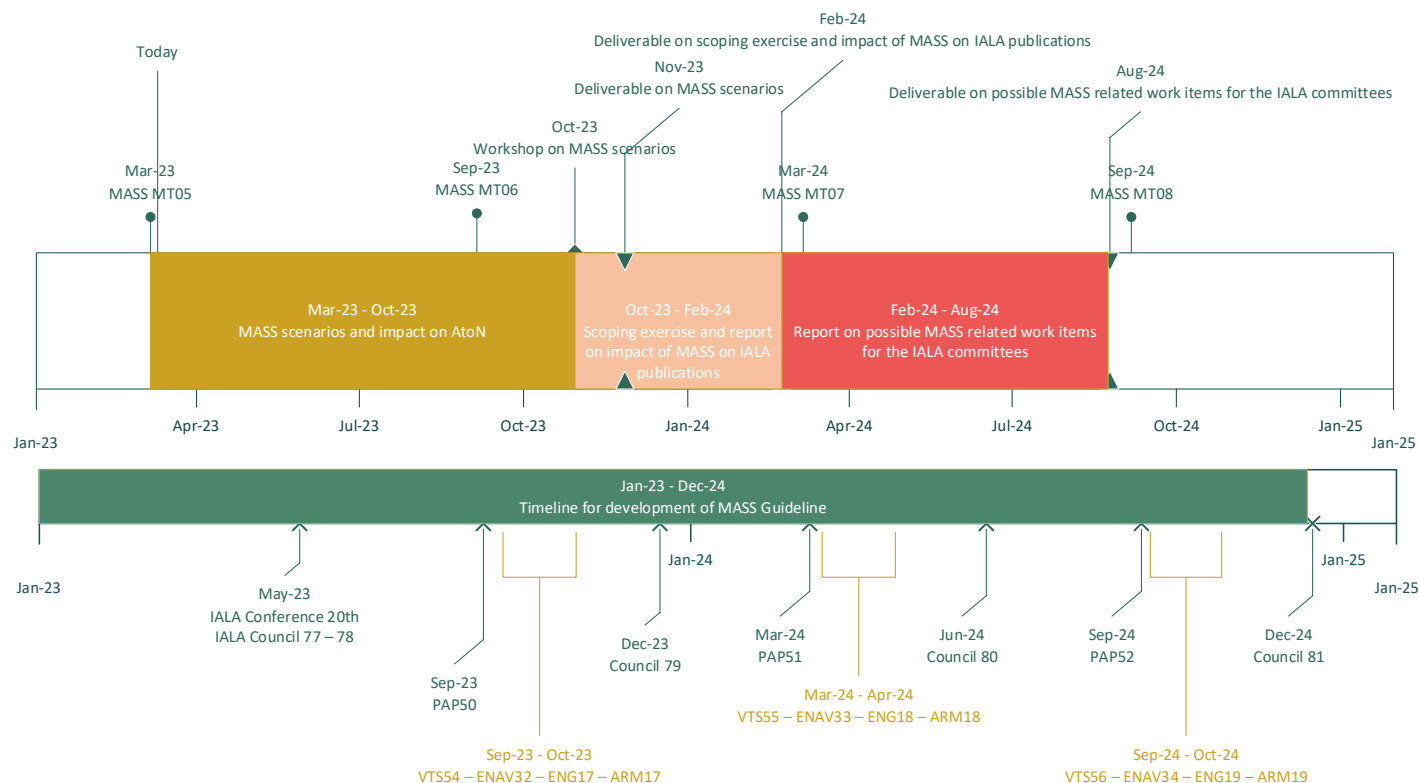 Feb-24
Deliverable on scoping exercise and impact of MASS on IALA publications
Today
Nov-23
Deliverable on MASS scenarios
Aug-24
Deliverable on possible MASS related work items for the IALA committees
Oct-23
Workshop on MASS scenarios
Mar-23
MASS MT05
Sep-23
MASS MT06
Mar-24
MASS MT07
Sep-24
MASS MT08
Mar-23 - Oct-23
MASS scenarios and impact on AtoN
Oct-23 - Feb-24
Scoping exercise and report
on impact of MASS on IALA
publications
Feb-24 - Aug-24
Report on possible MASS related work items
for the IALA committees
Jan-23
Apr-23
Jul-23
Oct-23
Jan-24
Apr-24
Jul-24
Oct-24
Jan-25
Jan-25
Jan-23 - Dec-24
Timeline for development of MASS Guideline
Jan-23
Jan-24
Jan-25
Jan-25
May-23
IALA Conference 20th
IALA Council 77 – 78
Sep-23
PAP50
Dec-23
Council 79
Mar-24
PAP51
Jun-24
Council 80
Sep-24
PAP52
Dec-24
Council 81
Mar-24 - Apr-24
VTS55 – ENAV33 – ENG18 – ARM18
Sep-23 - Oct-23
VTS54 – ENAV32 – ENG17 – ARM17
Sep-24 - Oct-24
VTS56 – ENAV34 – ENG19 – ARM19